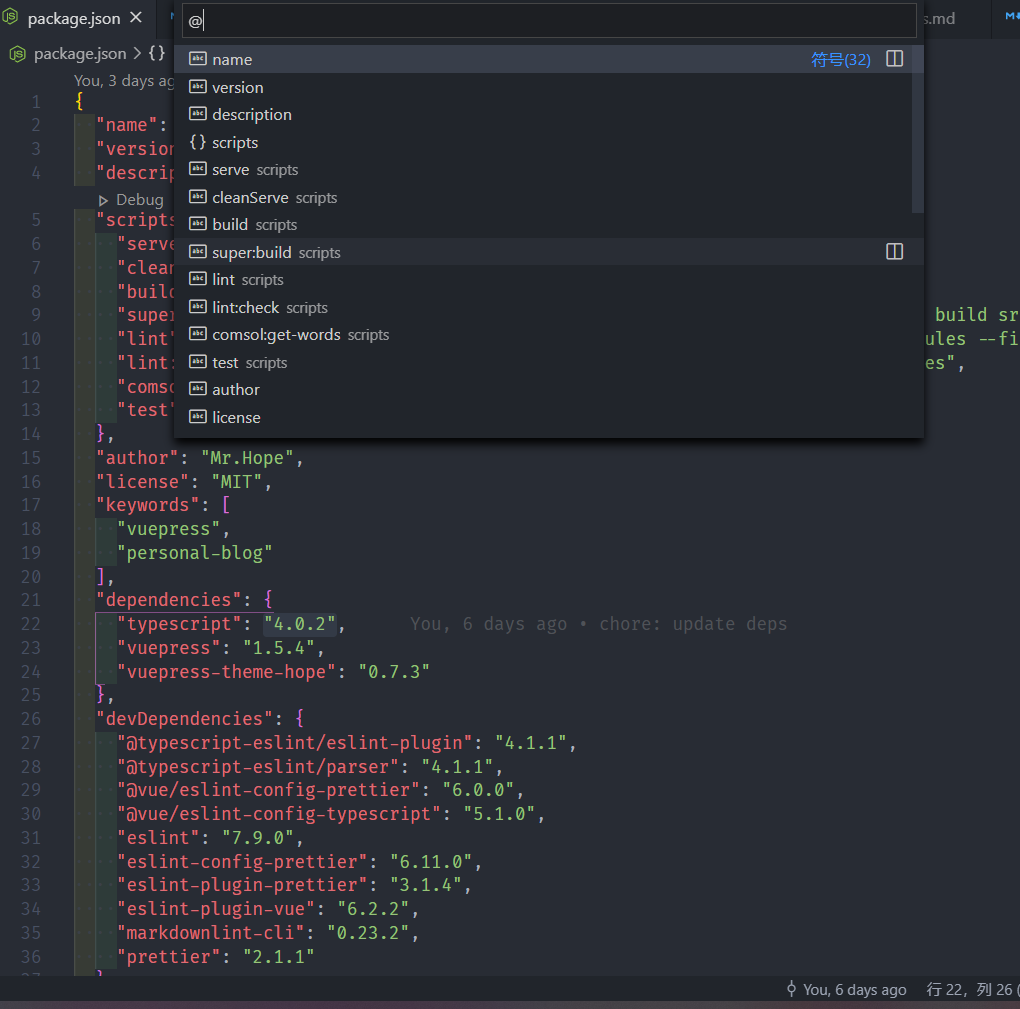 package.json
s.md
package.json > {}
@
name 符号(32)
version
description
{} scripts
serve scripts
cleanServe scripts
build scripts
super:build scripts
lint scripts
lint:check scripts
comsol:get-words scripts
test scripts
author
license
You, 3 days ag
1 {
2 "name":
3 "version
4 "descrip
Debug
5 "scripts
6 "serve
7 "clean
8 "build
9 "super build sr
10 "lint" ules --fi
11 "lint: es",
12 "comso
13 "test"
14 },
15 "author": "Mr.Hope",
16 "license": "MIT",
17 "keywords": [
18 "vuepress",
19 "personal-blog"
20 ],
21 "dependencies": {
22 "typescript": "4.0.2", You, 6 days ago • chore: update deps
23 "vuepress": "1.5.4",
24 "vuepress-theme-hope": "0.7.3"
25 },
26 "devDependencies": {
27 "@typescript-eslint/eslint-plugin": "4.1.1",
28 "@typescript-eslint/parser": "4.1.1",
29 "@vue/eslint-config-prettier": "6.0.0",
30 "@vue/eslint-config-typescript": "5.1.0",
31 "eslint": "7.9.0",
32 "eslint-config-prettier": "6.11.0",
33 "eslint-plugin-prettier": "3.1.4",
34 "eslint-plugin-vue": "6.2.2",
35 "markdownlint-cli": "0.23.2",
36 "prettier": "2.1.1"
You, 6 days ago 行 22，列 26 (